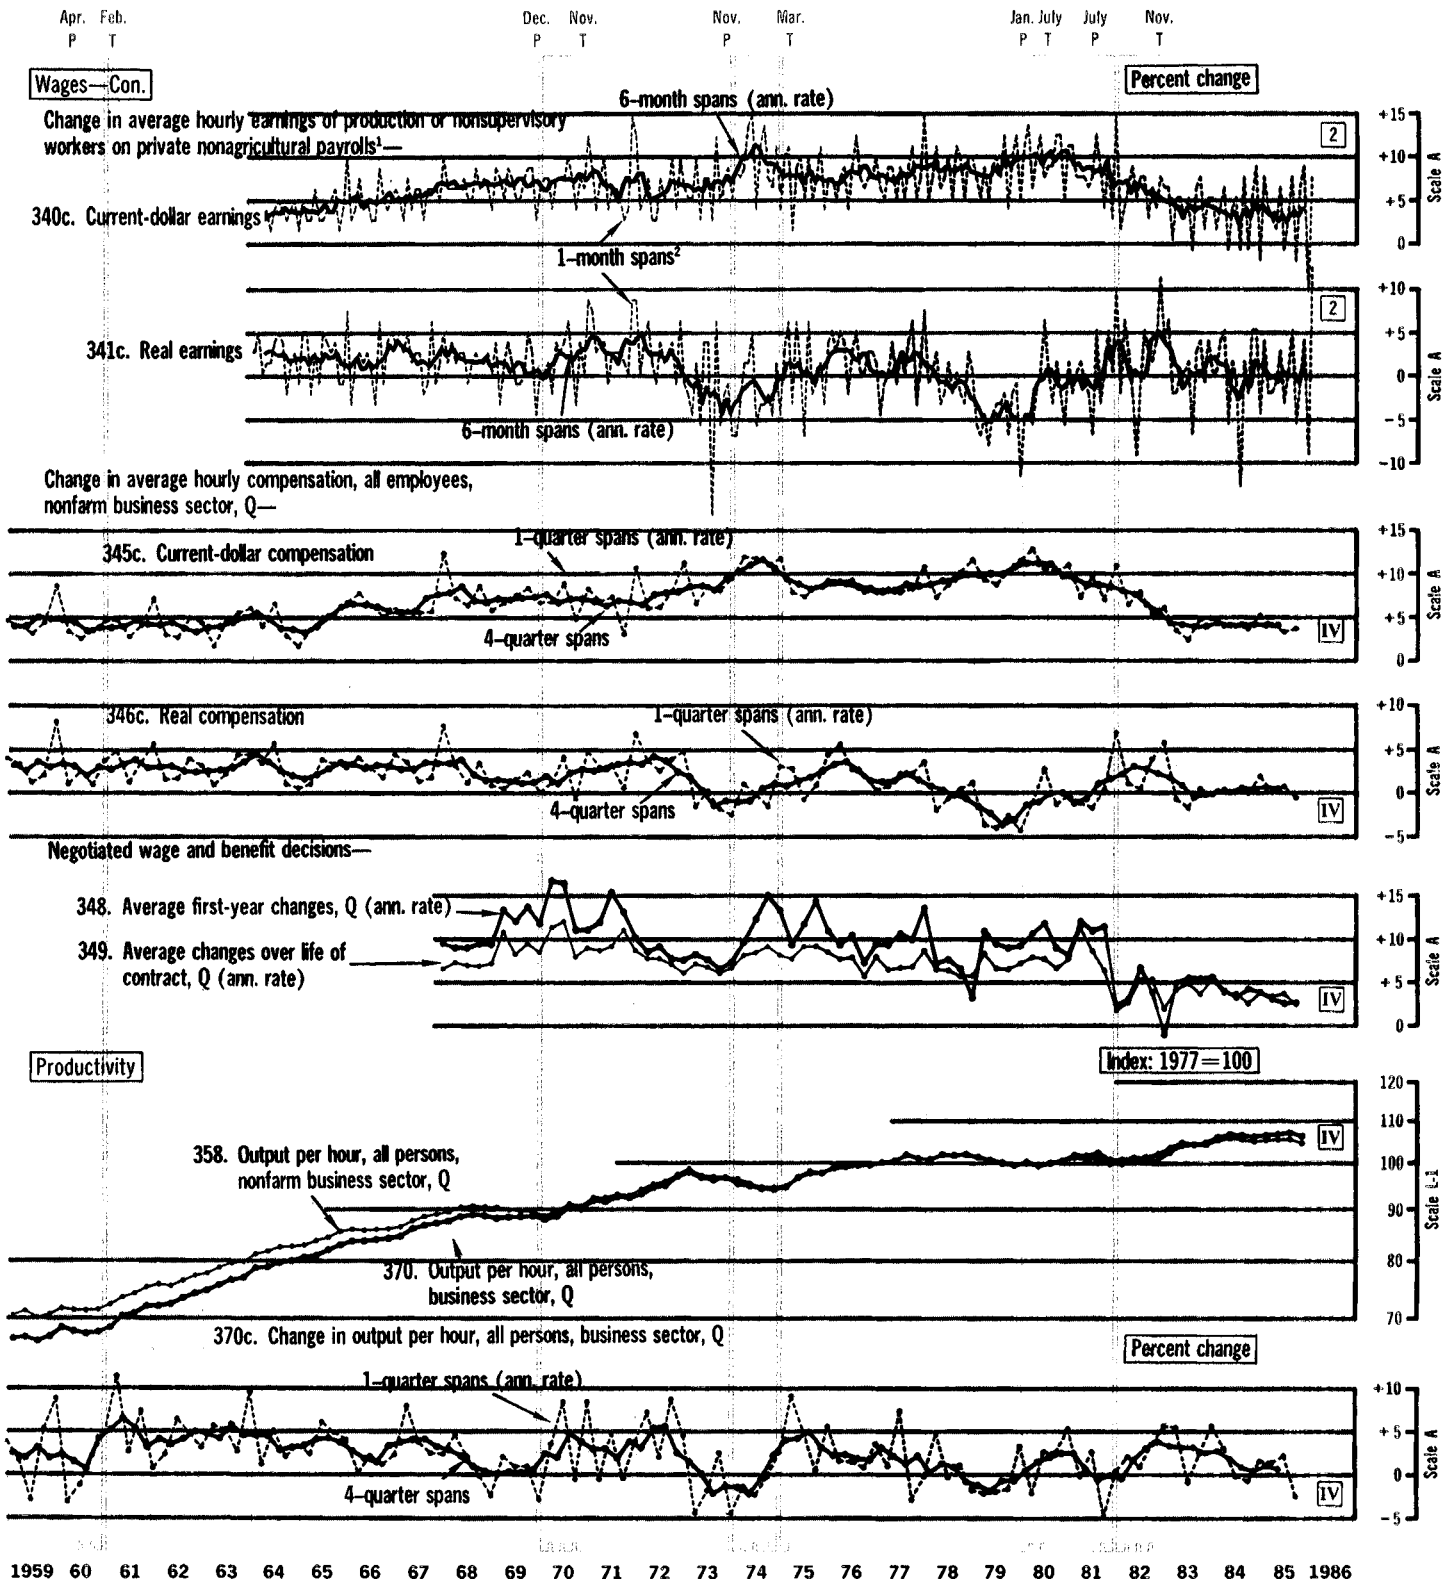 Apr. Feb. Dec. Nov. Nov. Mar. Jan. July July Nov.
P T P T P T P T P T
Wages—Con.
Percent change
6-month spans (ann. rate)
Change in average hourly earnings of production or nonsupervisory
workers on private nonagricultural payrolls¹—
340c. Current-dollar earnings
1-month spans²
+15
+10
+5
0
Scale A
2
341c. Real earnings
6-month spans (ann. rate)
+10
+5
0
-5
-10
Scale A
2
Change in average hourly compensation, all employees,
nonfarm business sector, Q—
345c. Current-dollar compensation
1-quarter spans (ann. rate)
4-quarter spans
+15
+10
+5
0
Scale A
IV
346c. Real compensation
1-quarter spans (ann. rate)
4-quarter spans
+10
+5
0
-5
Scale A
IV
Negotiated wage and benefit decisions—
348. Average first-year changes, Q (ann. rate)
349. Average changes over life of
contract, Q (ann. rate)
+15
+10
+5
0
Scale A
IV
Productivity
Index: 1977=100
358. Output per hour, all persons,
nonfarm business sector, Q
370. Output per hour, all persons,
business sector, Q
120
110
100
90
80
70
Scale L-1
IV
370c. Change in output per hour, all persons, business sector, Q
Percent change
1-quarter spans (ann. rate)
4-quarter spans
+10
+5
0
-5
Scale A
IV
1959 60 61 62 63 64 65 66 67 68 69 70 71 72 73 74 75 76 77 78 79 80 81 82 83 84 85 1986